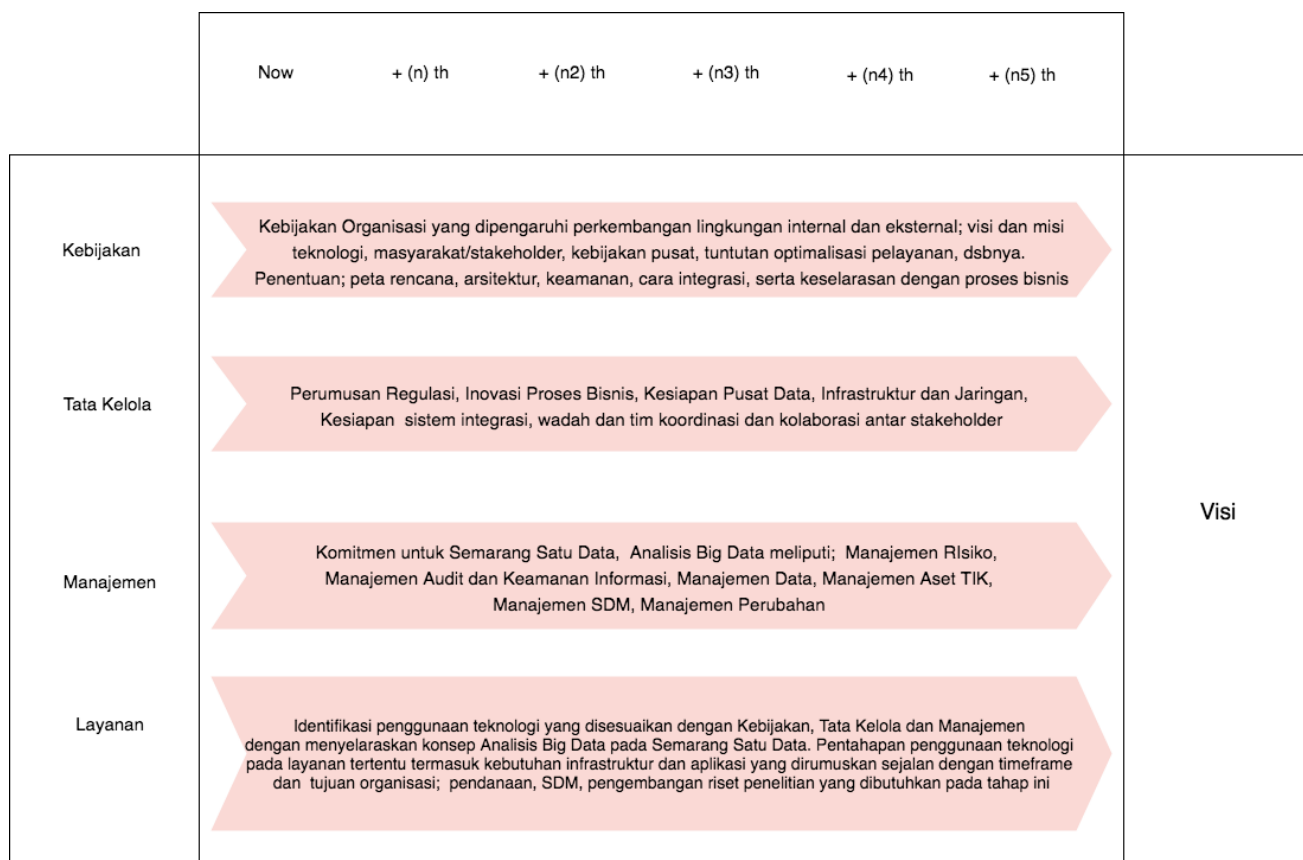 Now + (n) th + (n2) th + (n3) th + (n4) th + (n5) th
Kebijakan
Kebijakan Organisasi yang dipengaruhi perkembangan lingkungan internal dan eksternal; visi dan misi
teknologi, masyarakat/stakeholder, kebijakan pusat, tuntutan optimalisasi pelayanan, dsbnya.
Penentuan; peta rencana, arsitektur, keamanan, cara integrasi, serta keselarasan dengan proses bisnis
Tata Kelola
Perumusan Regulasi, Inovasi Proses Bisnis, Kesiapan Pusat Data, Infrastruktur dan Jaringan,
Kesiapan sistem integrasi, wadah dan tim koordinasi dan kolaborasi antar stakeholder
Visi
Manajemen
Komitmen untuk Semarang Satu Data, Analisis Big Data meliputi; Manajemen RIsiko,
Manajemen Audit dan Keamanan Informasi, Manajemen Data, Manajemen Aset TIK,
Manajemen SDM, Manajemen Perubahan
Layanan
Identifikasi penggunaan teknologi yang disesuaikan dengan Kebijakan, Tata Kelola dan Manajemen
dengan menyelaraskan konsep Analisis Big Data pada Semarang Satu Data. Pentahapan penggunaan teknologi
pada layanan tertentu termasuk kebutuhan infrastruktur dan aplikasi yang dirumuskan sejalan dengan timeframe
dan tujuan organisasi; pendanaan, SDM, pengembangan riset penelitian yang dibutuhkan pada tahap ini